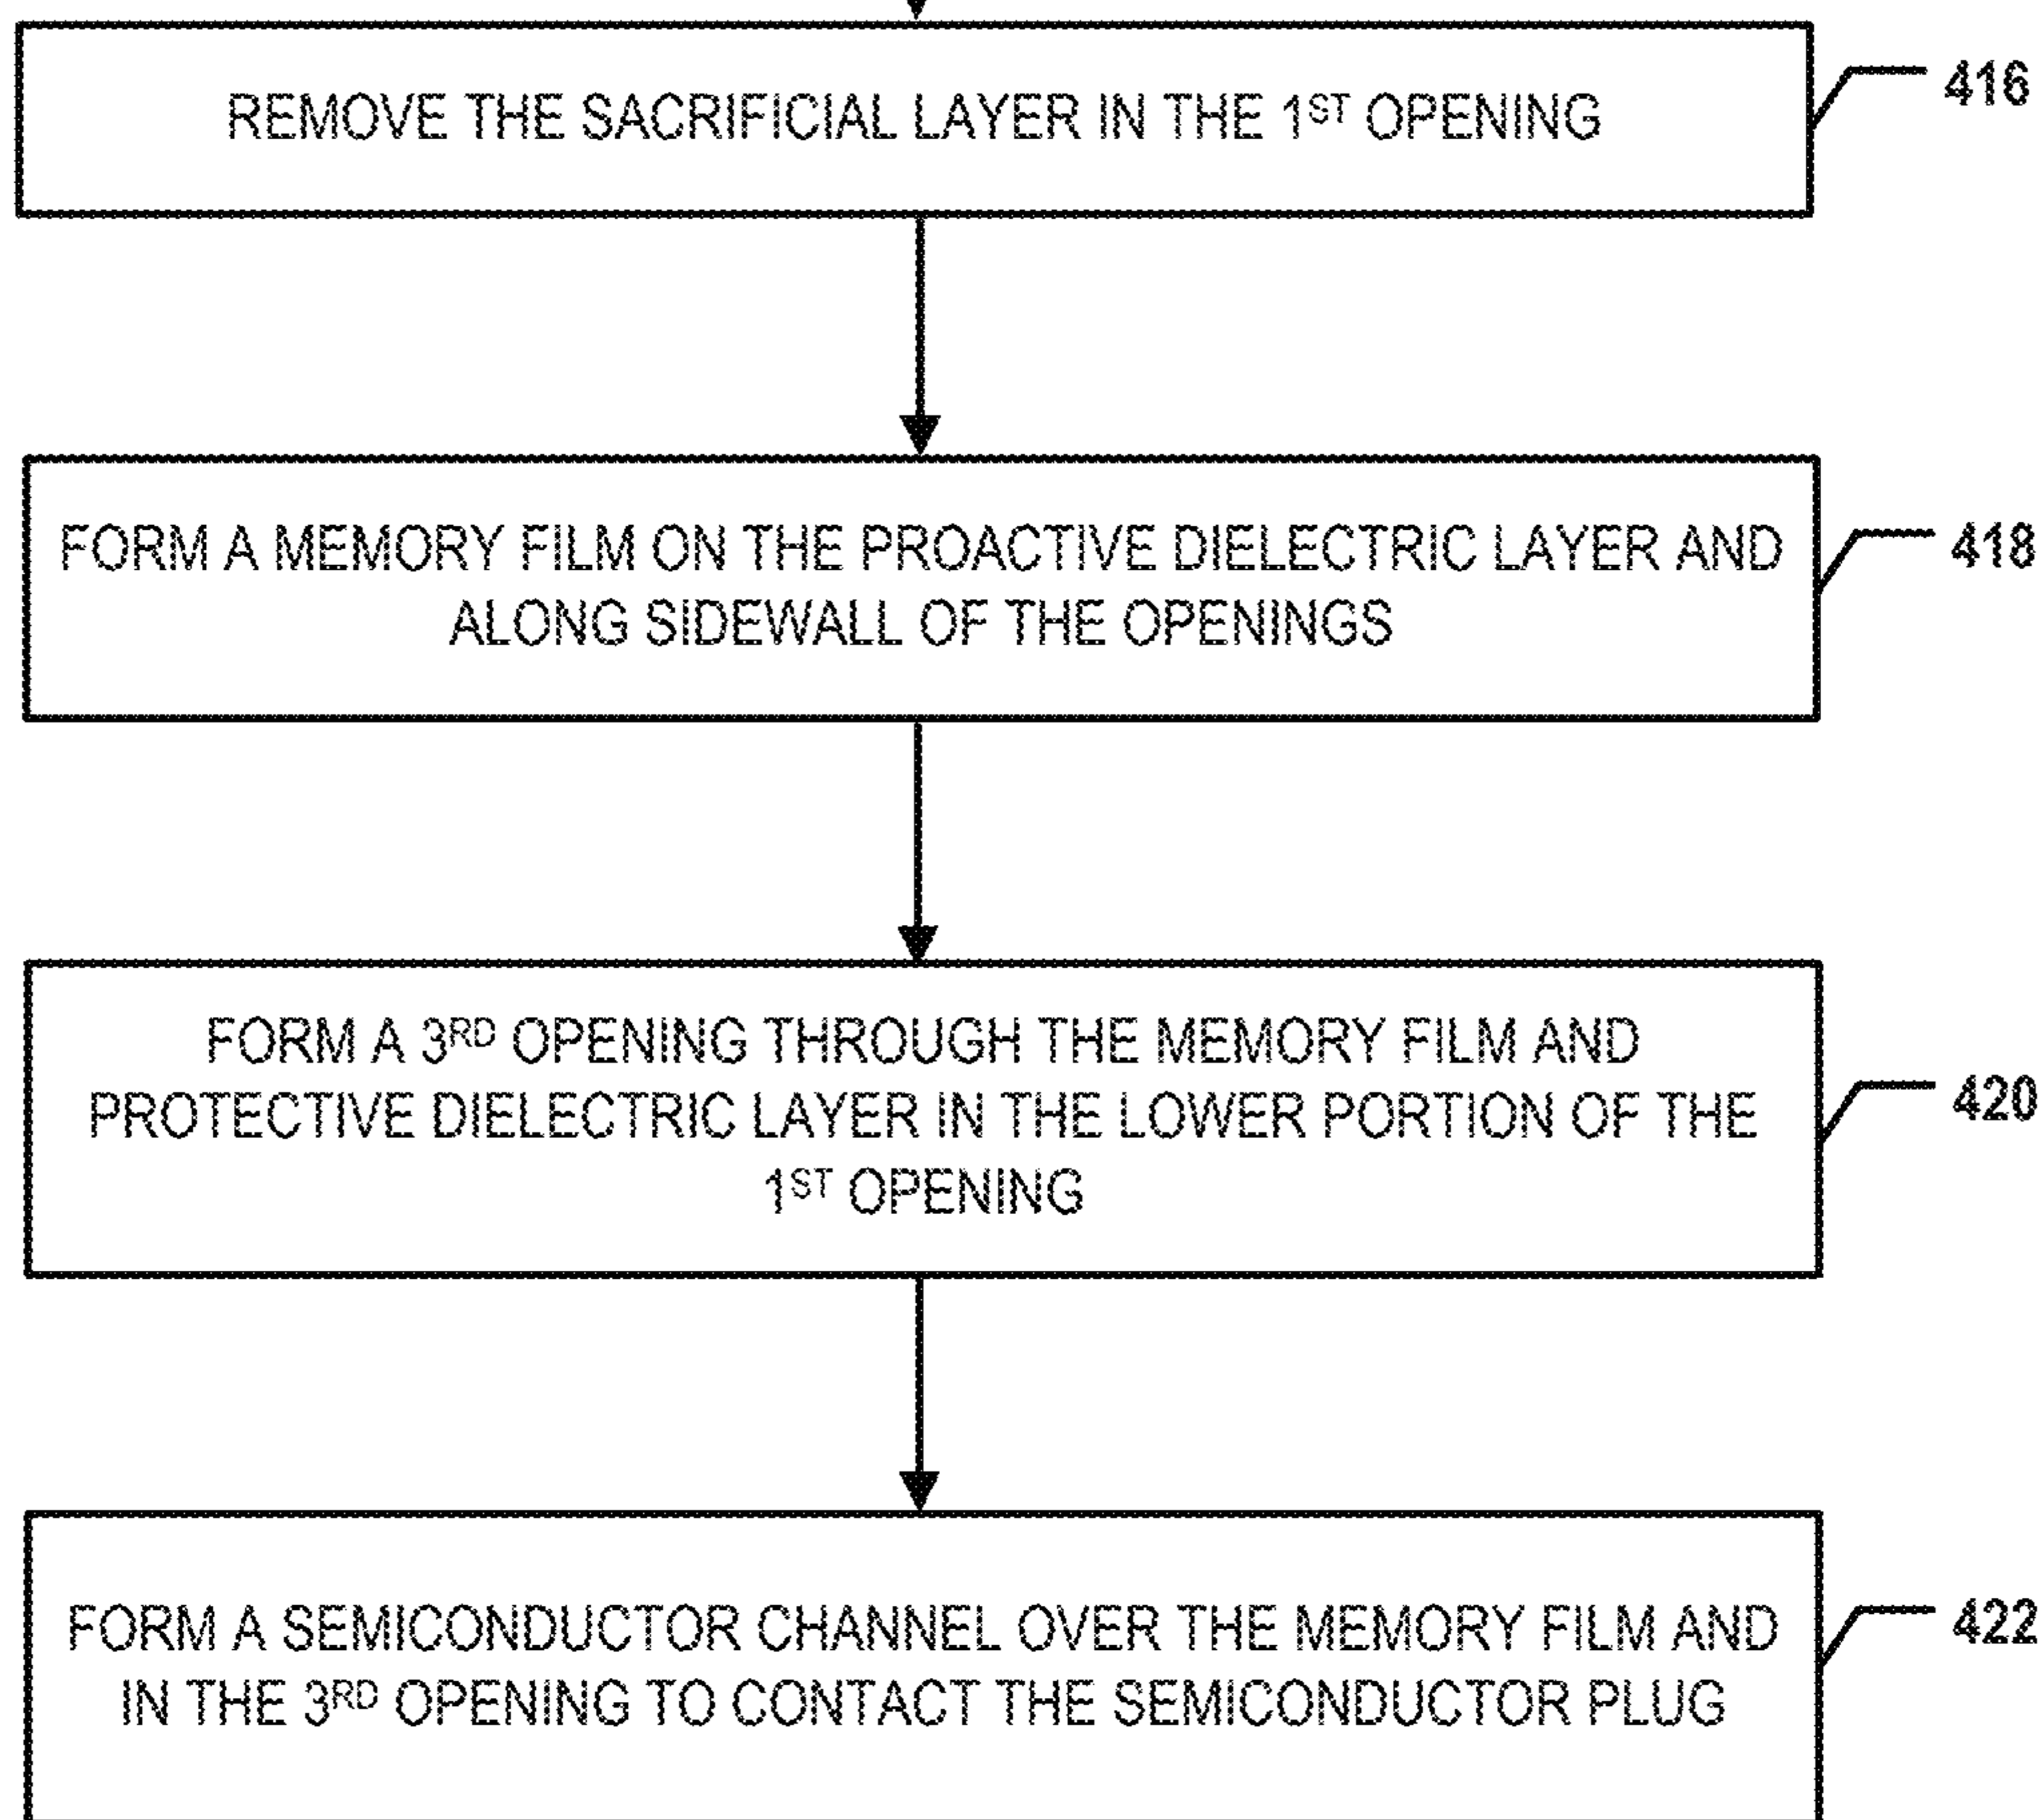 REMOVE THE SACRIFICIAL LAYER IN THE 1ST OPENING
416
FORM A MEMORY FILM ON THE PROACTIVE DIELECTRIC LAYER AND
ALONG SIDEWALL OF THE OPENINGS
418
FORM A 3RD OPENING THROUGH THE MEMORY FILM AND
PROTECTIVE DIELECTRIC LAYER IN THE LOWER PORTION OF THE
1ST OPENING
420
FORM A SEMICONDUCTOR CHANNEL OVER THE MEMORY FILM AND
IN THE 3RD OPENING TO CONTACT THE SEMICONDUCTOR PLUG
422